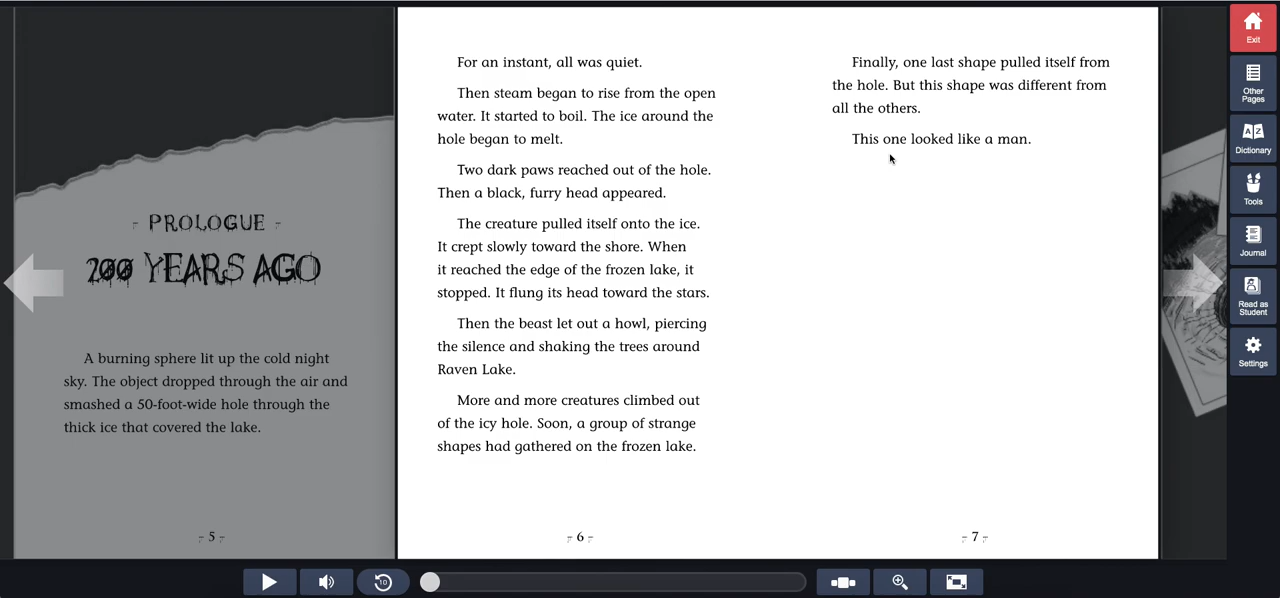 - PROLOGUE -
200 YEARS AGO
A burning sphere lit up the cold night
sky. The object dropped through the air and
smashed a 50-foot-wide hole through the
thick ice that covered the lake.
- 5 -
For an instant, all was quiet.
Then steam began to rise from the open
water. It started to boil. The ice around the
hole began to melt.
Two dark paws reached out of the hole.
Then a black, furry head appeared.
The creature pulled itself onto the ice.
It crept slowly toward the shore. When
it reached the edge of the frozen lake, it
stopped. It flung its head toward the stars.
Then the beast let out a howl, piercing
the silence and shaking the trees around
Raven Lake.
More and more creatures climbed out
of the icy hole. Soon, a group of strange
shapes had gathered on the frozen lake.
- 6 -
Finally, one last shape pulled itself from
the hole. But this shape was different from
all the others.
This one looked like a man.
- 7 -
Exit
Other
Pages
A Z
Dictionary
Tools
Journal
Read as
Student
Settings
10